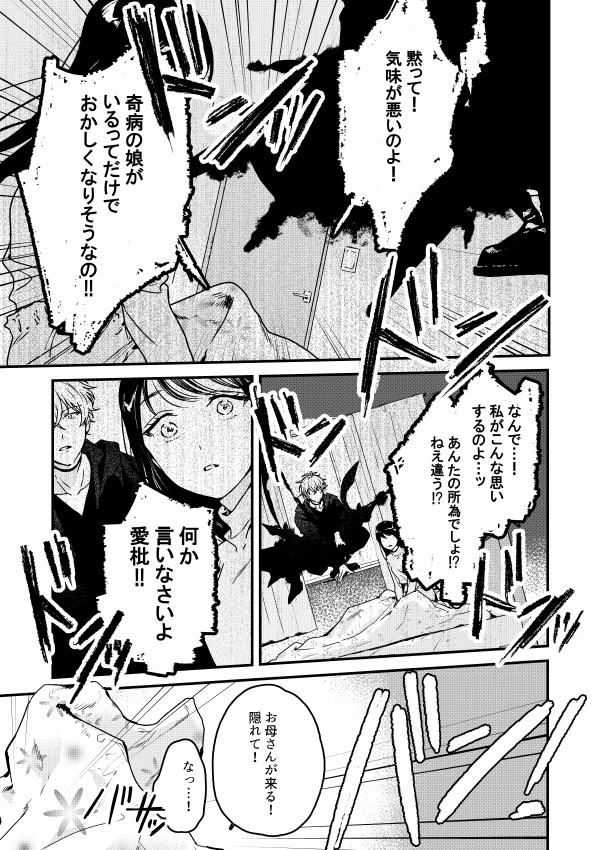 黙って！
気味が悪いのよ！
奇病の娘が
いるってだけで
おかしくなりそうなの!!
ドン
ドン
ドン
なんで…！
私がこんな思い
するのよ…ッ
あんたの所為でしょ!?
ねえ違う!?
何か
言いなさいよ
愛枇!!
ドン
ドン
バンッ
お母さんが来る！
隠れて！
なっ…！